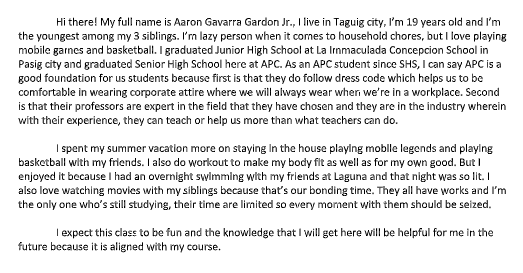 Hi there! My full name is Aaron Gavarra Gardon Jr., I live in Taguig city, I'm 19 years old and I'm
the youngest among my 3 siblings. I'm lazy person when it comes to household chores, but I love playing
mobile games and basketball. I graduated Junior High School at La Immaculada Concepcion School in
Pasig city and graduated Senior High School here at APC. As an APC student since SHS, I can say APC is a
good foundation for us students because first is that they do follow dress code which helps us to be
comfortable in wearing corporate attire where we will always wear when we're in a workplace. Second
is that their professors are expert in the field that they have chosen and they are in the industry wherein
with their experience, they can teach or help us more than what teachers can do.
I spent my summer vacation more on staying in the house playing mobile legends and playing
basketball with my friends. I also do workout to make my body fit as well as for my own good. But I
enjoyed it because I had an overnight swimming with my friends at Laguna and that night was so lit. I
also love watching movies with my siblings because that's our bonding time. They all have works and I'm
the only one who's still studying, their time are limited so every moment with them should be seized.
I expect this class to be fun and the knowledge that I will get here will be helpful for me in the
future because it is aligned with my course.